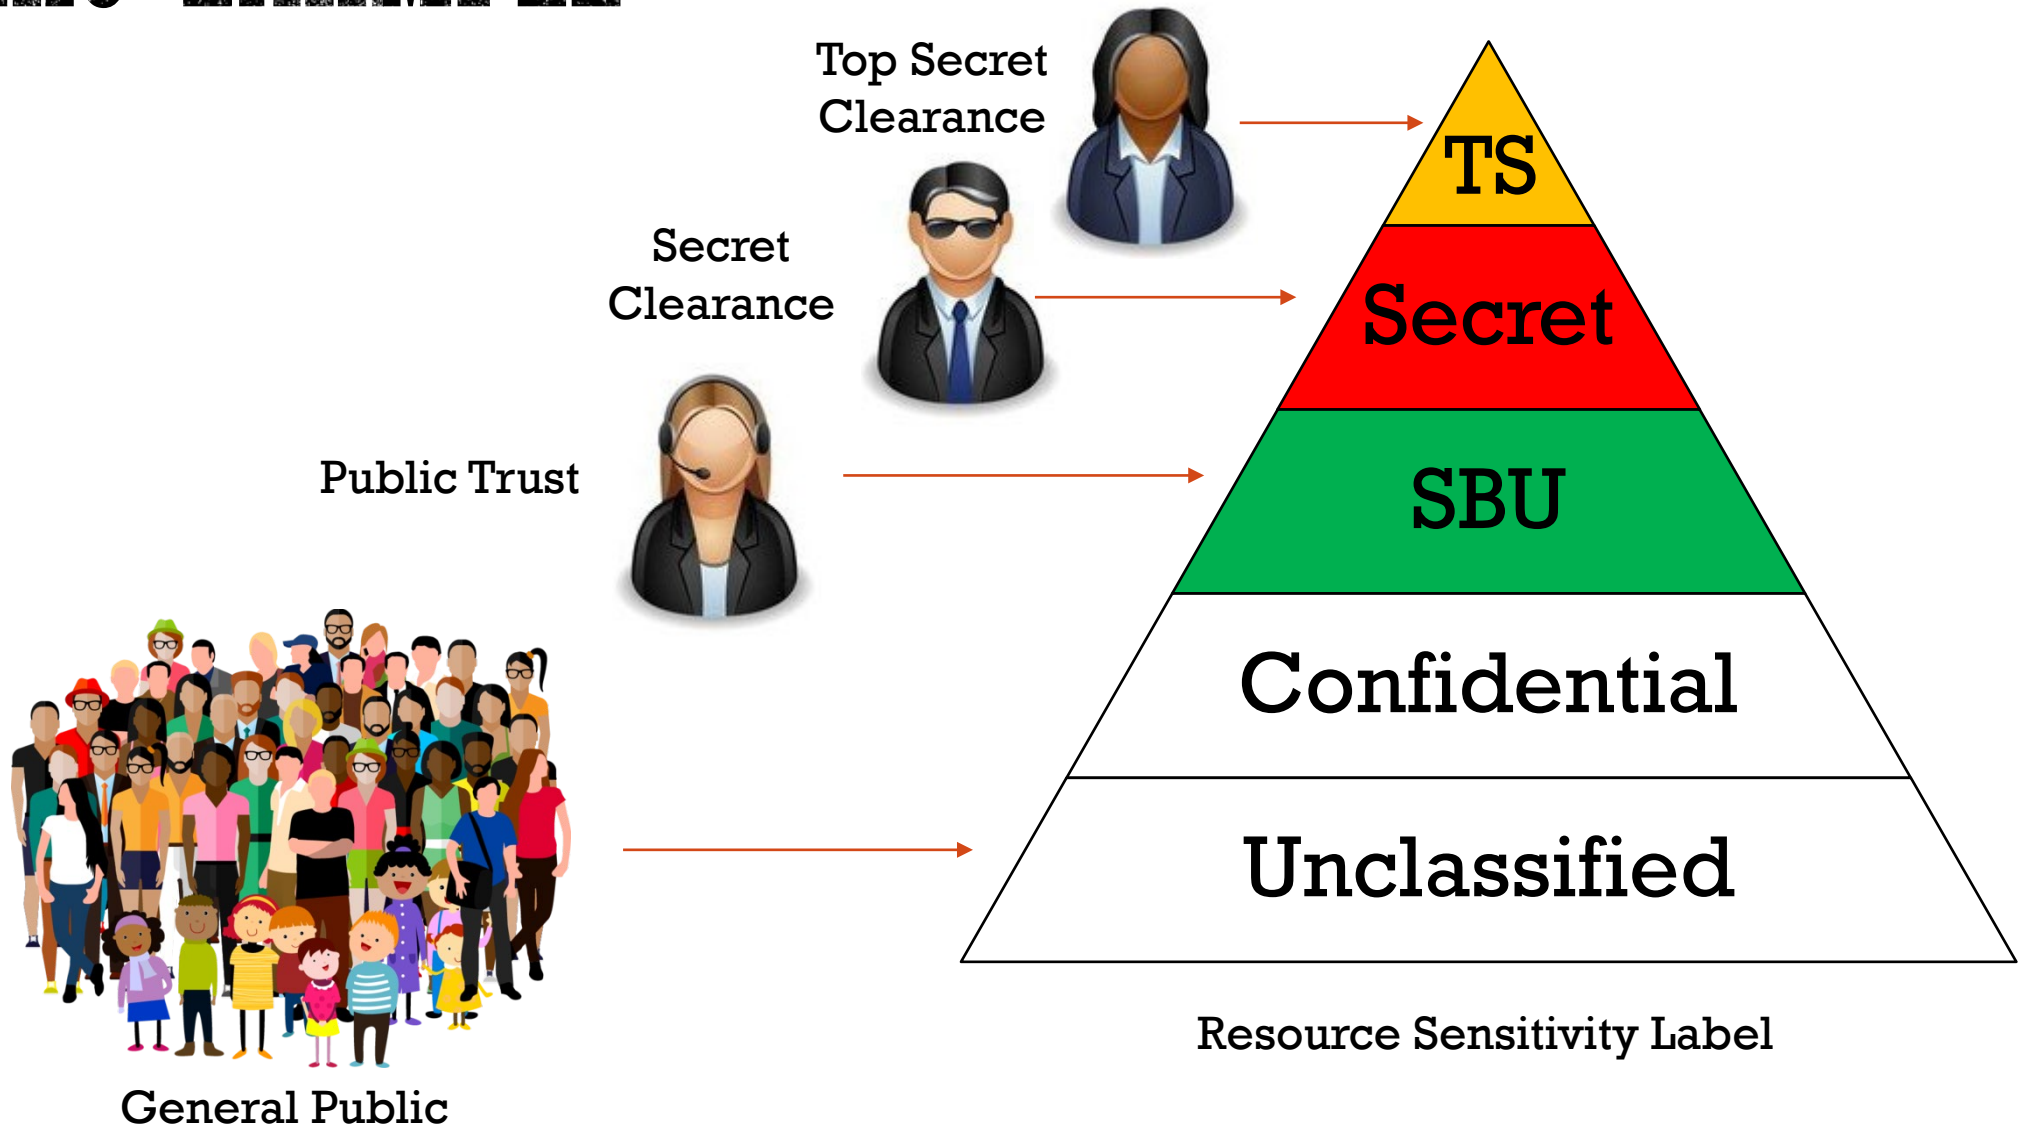 Top Secret
Clearance
TS
Secret
Clearance
Secret
Public Trust
SBU
Confidential
Unclassified
Resource Sensitivity Label
General Public